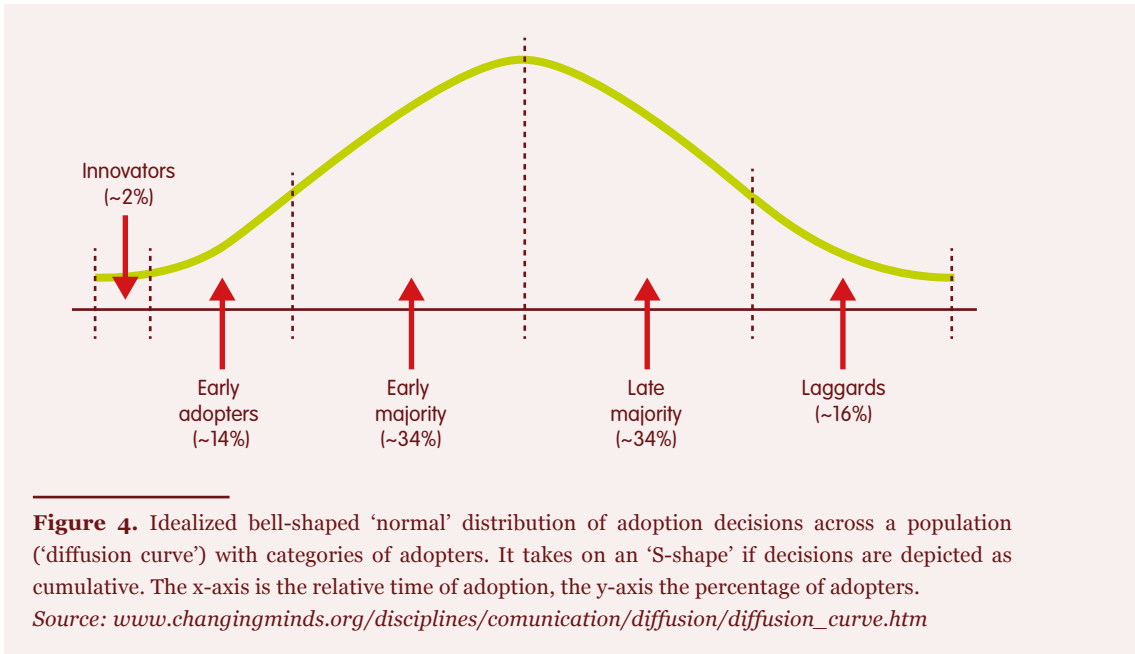 Innovators
(~2%)
Early
adopters
(~14%)
Early
majority
(~34%)
Late
majority
(~34%)
Laggards
(~16%)
Figure 4. Idealized bell-shaped ‘normal’ distribution of adoption decisions across a population
(‘diffusion curve’) with categories of adopters. It takes on an ‘S-shape’ if decisions are depicted as
cumulative. The x-axis is the relative time of adoption, the y-axis the percentage of adopters.
Source: www.changingminds.org/disciplines/comunication/diffusion/diffusion_curve.htm